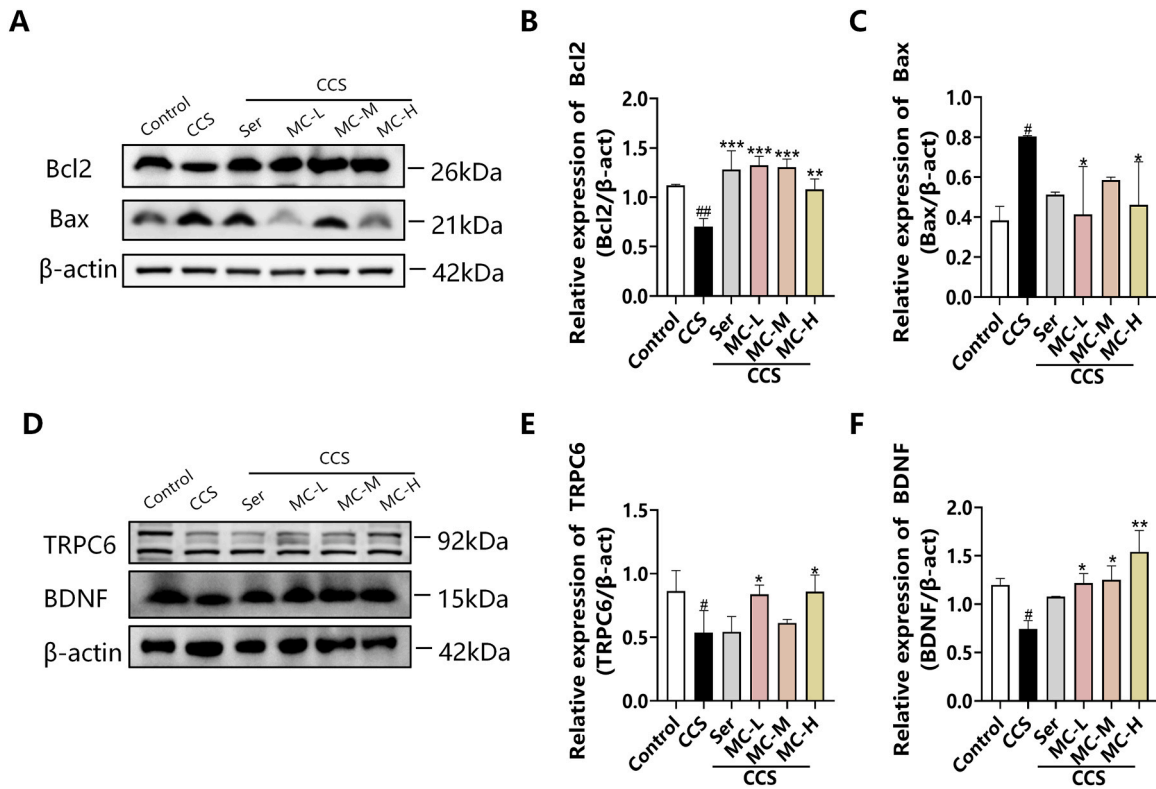 A
CCS
Control CCS Ser MC-L MC-M MC-H
Bcl2 26kDa
Bax 21kDa
β-actin 42kDa
B
Relative expression of Bcl2
(Bcl2/β-act)
2.0
1.5
1.0
0.5
0.0
## *** *** *** **
Control CCS Ser MC-L MC-M MC-H
CCS
C
Relative expression of Bax
(Bax/β-act)
1.0
0.8
0.6
0.4
0.2
0.0
# * *
Control CCS Ser MC-L MC-M MC-H
CCS
D
CCS
Control CCS Ser MC-L MC-M MC-H
TRPC6 92kDa
BDNF 15kDa
β-actin 42kDa
E
Relative expression of TRPC6
(TRPC6/β-act)
1.5
1.0
0.5
0.0
# * *
Control CCS Ser MC-L MC-M MC-H
CCS
F
Relative expression of BDNF
(BDNF/β-act)
2.0
1.5
1.0
0.5
0.0
# * * **
Control CCS Ser MC-L MC-M MC-H
CCS